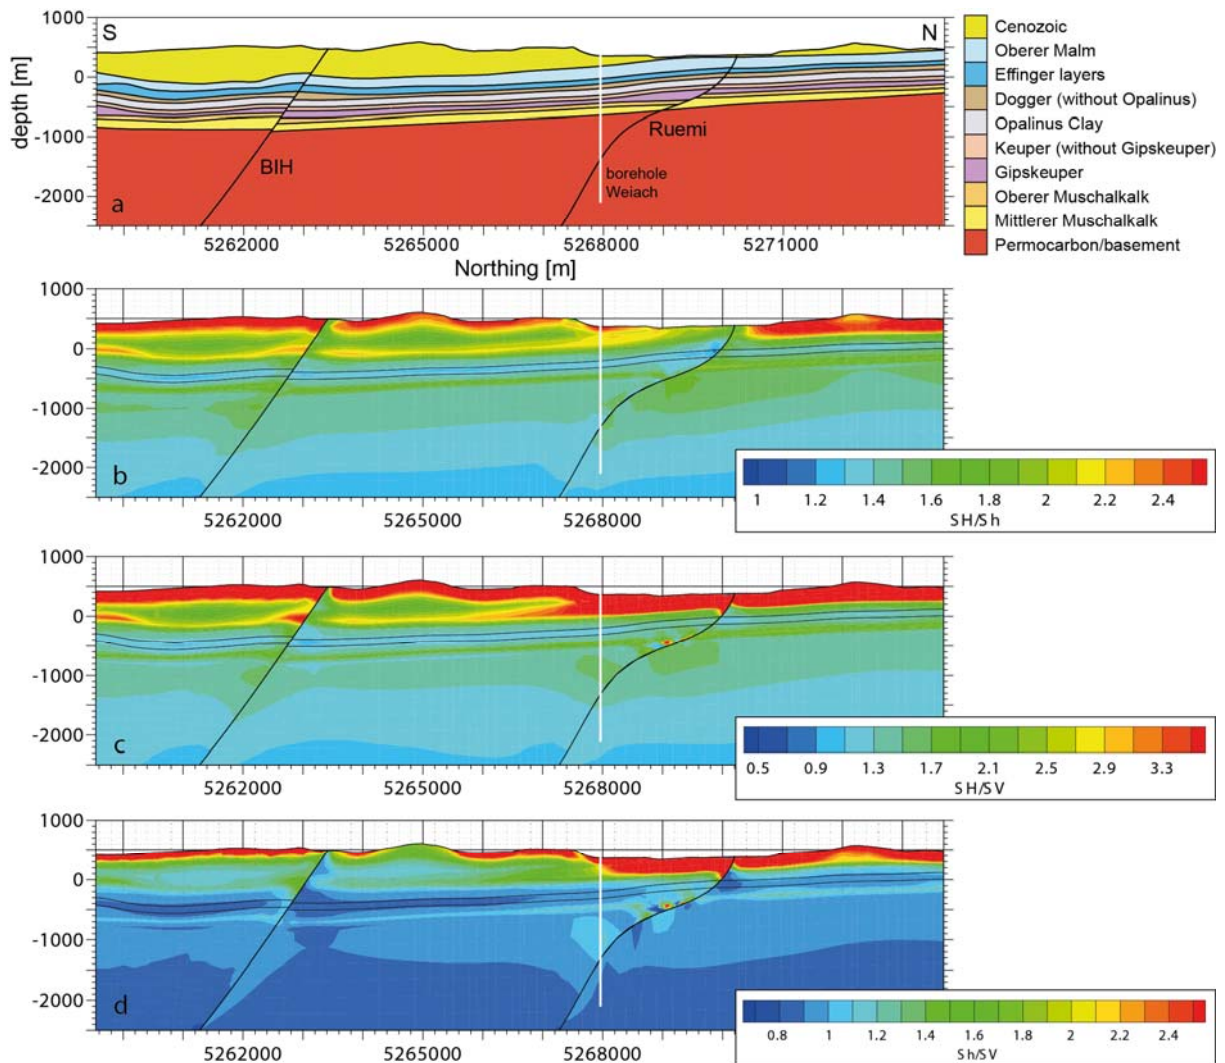 1000
0
-1000
-2000
depth [m]
S
N
BIH
Ruemi
borehole
Weiach
a
5262000
5265000
5268000
5271000
Northing [m]
Cenozoic
Oberer Malm
Effinger layers
Dogger (without Opalinus)
Opalinus Clay
Keuper (without Gipskeuper)
Gipskeuper
Oberer Muschalkalk
Mittlerer Muschalkalk
Permocarbon/basement
1000
0
-1000
-2000
b
5262000
5265000
5268000
1
1.2
1.4
1.6
1.8
2
2.2
2.4
SH/Sh
1000
0
-1000
-2000
c
5262000
5265000
5268000
0.5
0.9
1.3
1.7
2.1
2.5
2.9
3.3
SH/SV
1000
0
-1000
-2000
d
5262000
5265000
5268000
0.8
1
1.2
1.4
1.6
1.8
2
2.2
2.4
Sh/SV